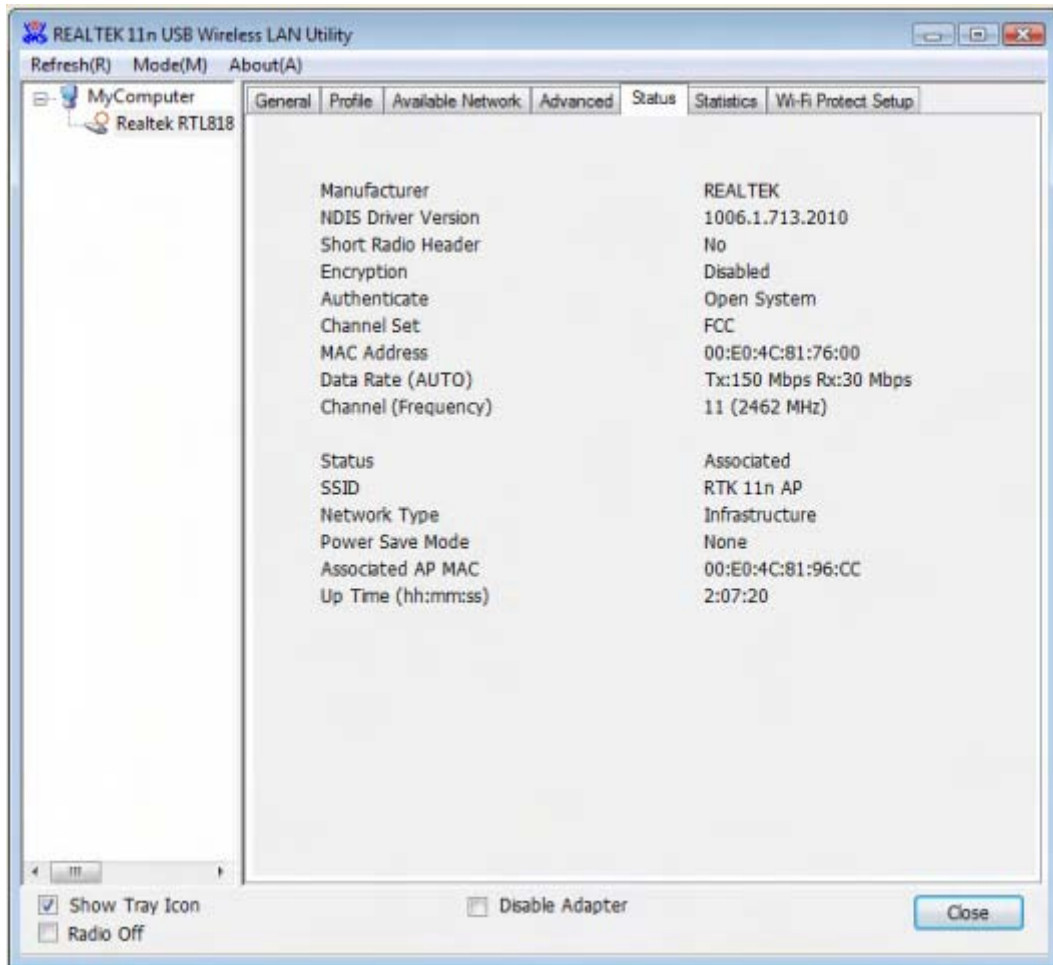 REALTEK 11n USB Wireless LAN Utility
Refresh(R) Mode(M) About(A)
MyComputer
Realtek RTL818
General Profile Available Network Advanced Status Statistics Wi-Fi Protect Setup
Manufacturer REALTEK
NDIS Driver Version 1006.1.713.2010
Short Radio Header No
Encryption Disabled
Authenticate Open System
Channel Set FCC
MAC Address 00:E0:4C:81:76:00
Data Rate (AUTO) Tx:150 Mbps Rx:30 Mbps
Channel (Frequency) 11 (2462 MHz)
Status Associated
SSID RTK 11n AP
Network Type Infrastructure
Power Save Mode None
Associated AP MAC 00:E0:4C:81:96:CC
Up Time (hh:mm:ss) 2:07:20
Show Tray Icon
Radio Off
Disable Adapter
Close